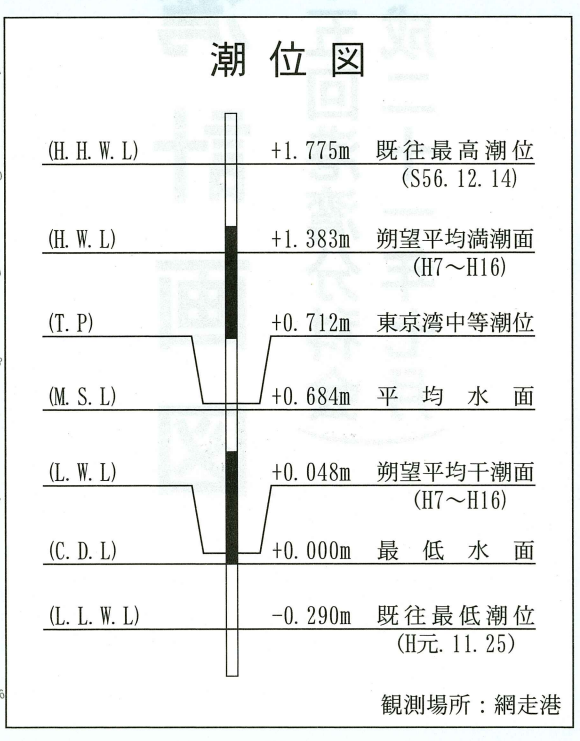 潮位図
(H. H. W. L) +1.775m 既往最高潮位
(S56. 12. 14)
(H. W. L) +1.383m 朔望平均満潮面
(H7～H16)
(T. P) +0.712m 東京湾中等潮位
(M. S. L) +0.684m 平均水面
(L. W. L) +0.048m 朔望平均干潮面
(H7～H16)
(C. D. L) +0.000m 最低水面
(L. L. W. L) -0.290m 既往最低潮位
(H元. 11. 25)
観測場所：網走港